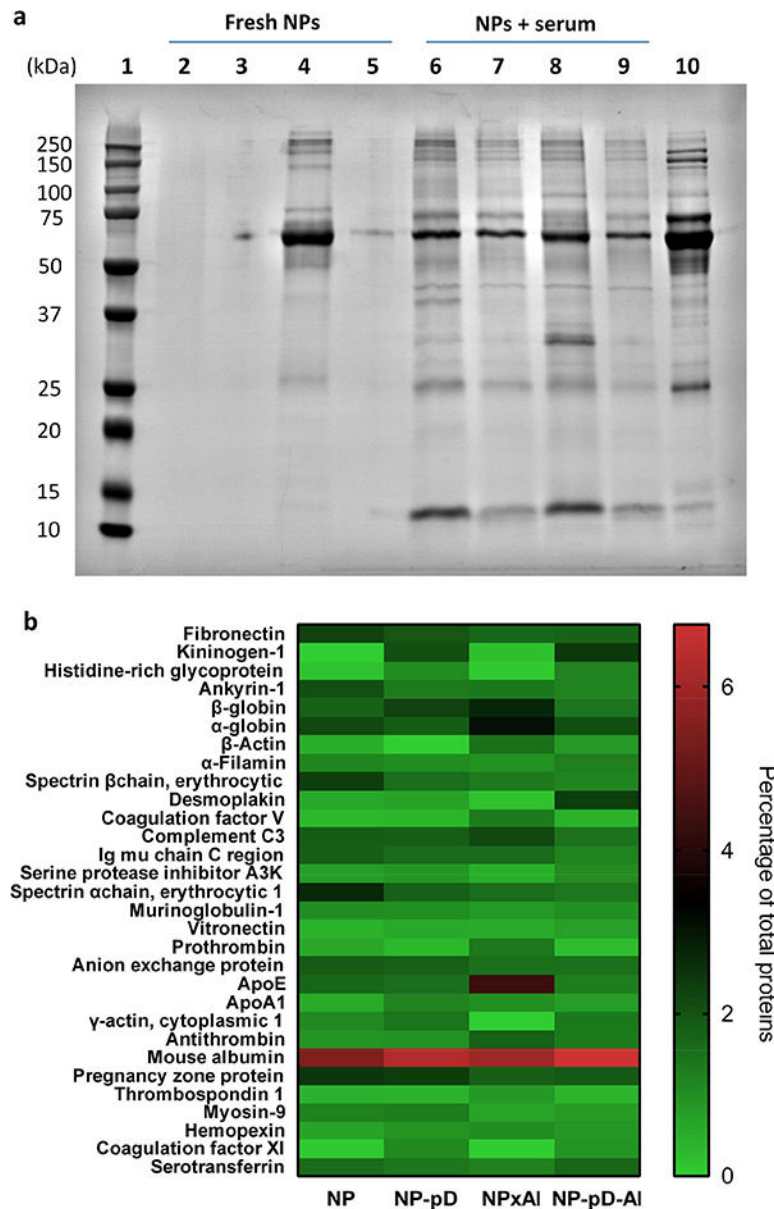 a
Fresh NPs
NPs + serum
(kDa) 1 2 3 4 5 6 7 8 9 10
250
150
100
75
50
37
25
20
15
10
b
Fibronectin
Kininogen-1
Histidine-rich glycoprotein
Ankyrin-1
β-globin
α-globin
β-Actin
α-Filamin
Spectrin βchain, erythrocytic
Desmoplakin
Coagulation factor V
Complement C3
Ig mu chain C region
Serine protease inhibitor A3K
Spectrin αchain, erythrocytic 1
Murinoglobulin-1
Vitronectin
Prothrombin
Anion exchange protein
ApoE
ApoA1
γ-actin, cytoplasmic 1
Antithrombin
Mouse albumin
Pregnancy zone protein
Thrombospondin 1
Myosin-9
Hemopexin
Coagulation factor XI
Serotransferrin
NP NP-pD NPxAl NP-pD-Al
6
4
2
0
Percentage of total proteins